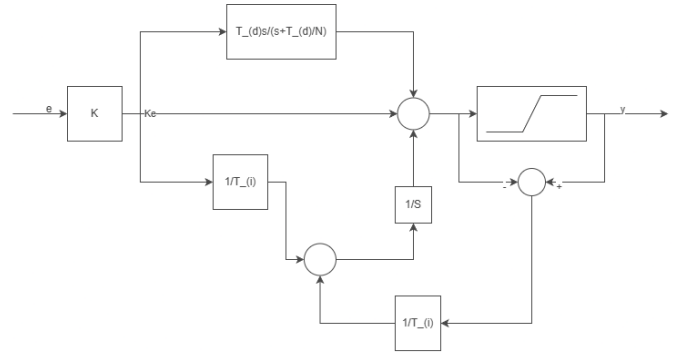 T_(d)s/(s+T_(d)/N)
e
K
Ke
y
1/T_(i)
- +
1/S
1/T_(i)